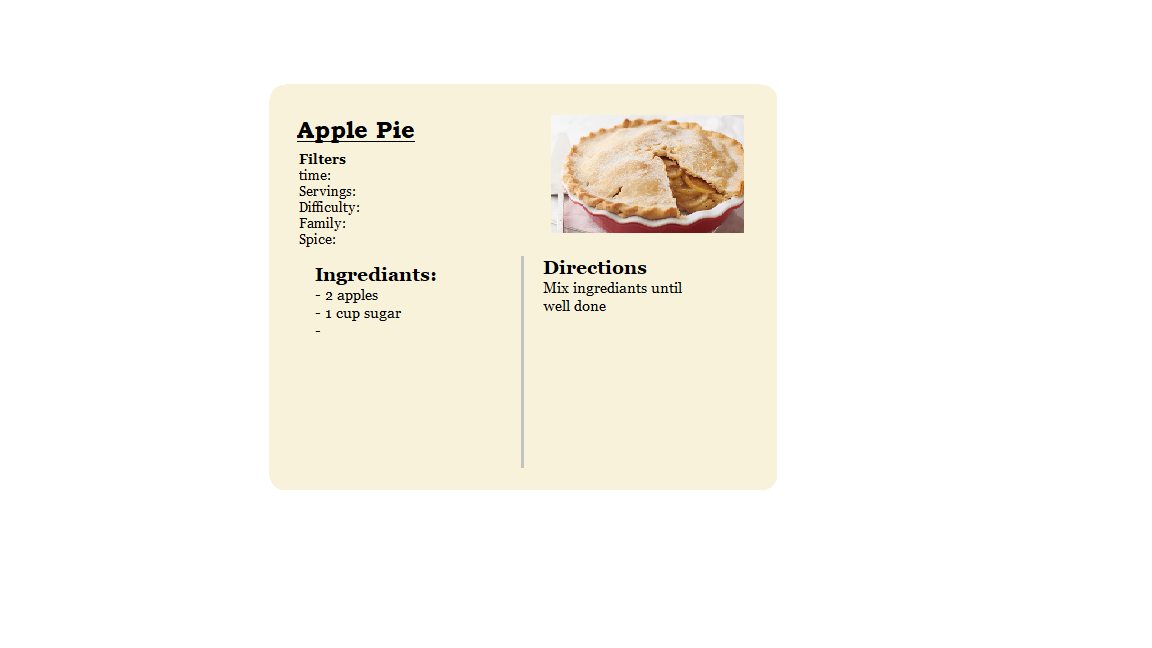 Apple Pie
Filters
time:
Servings:
Difficulty:
Family:
Spice:
Ingrediants:
- 2 apples
- 1 cup sugar
-
Directions
Mix ingrediants until
well done